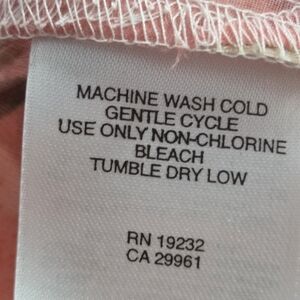 MACHINE WASH COLD
GENTLE CYCLE
USE ONLY NON-CHLORINE
BLEACH
TUMBLE DRY LOW
RN 19232
CA 29961